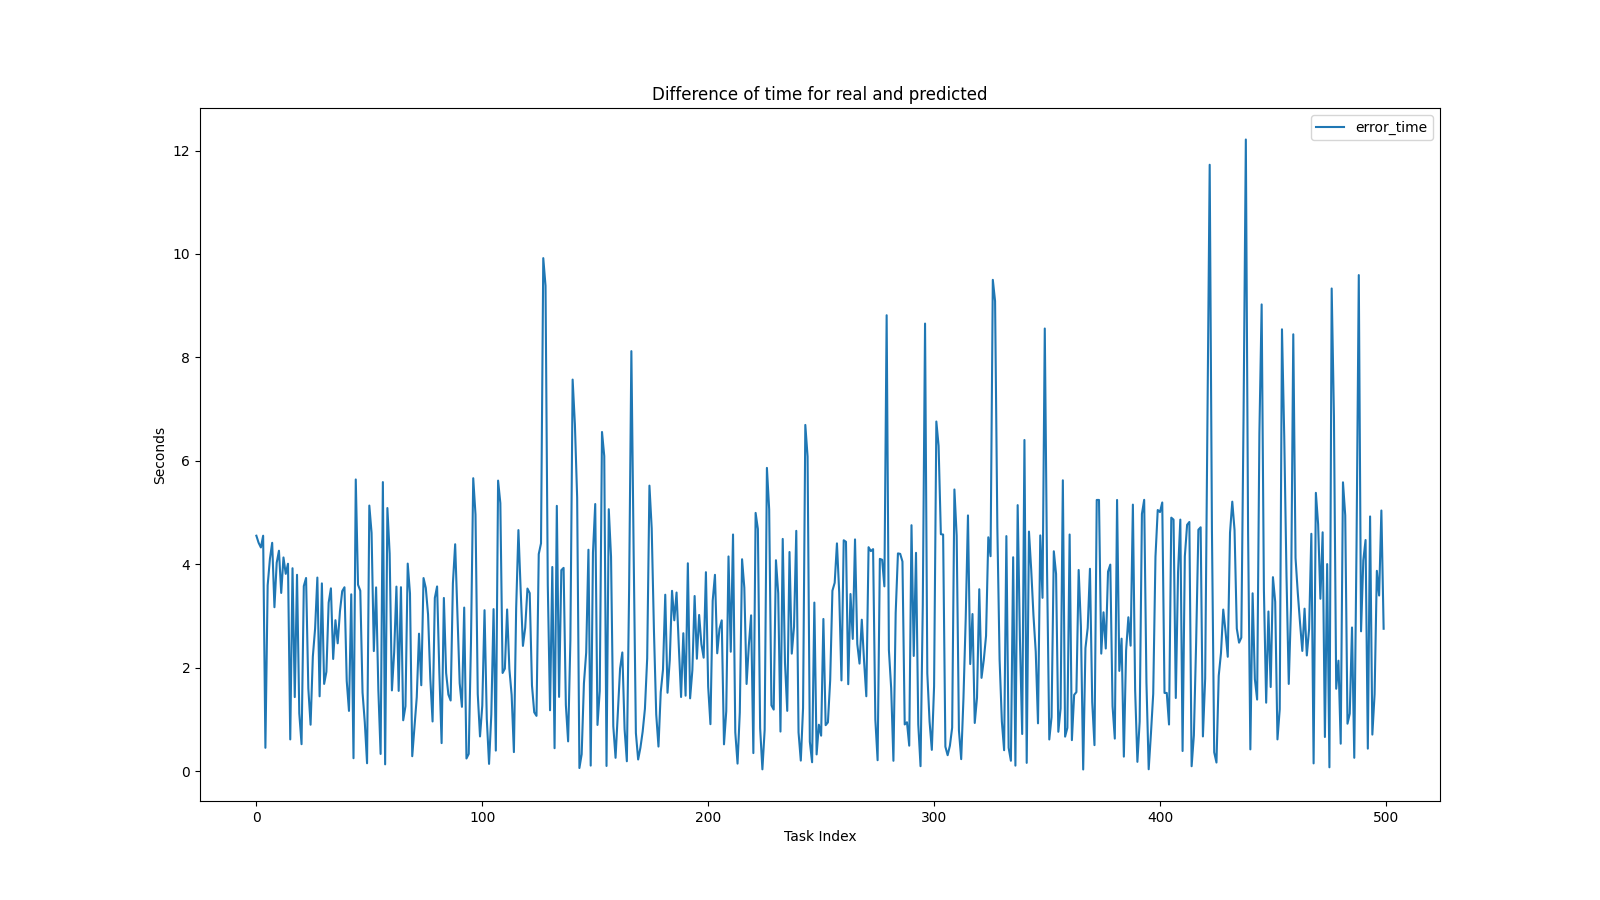 Difference of time for real and predicted
error_time
12
10
8
6
4
2
0
Seconds
0 100 200 300 400 500
Task Index